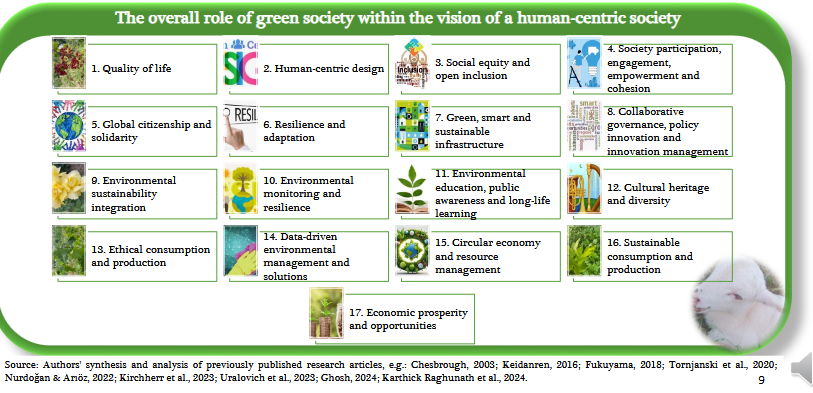 The overall role of green society within the vision of a human-centric society
1. Quality of life
2. Human-centric design
3. Social equity and
open inclusion
4. Society participation,
engagement,
empowerment and
cohesion
5. Global citizenship and
solidarity
RESIL
6. Resilience and
adaptation
7. Green, smart and
sustainable
infrastructure
smart
8. Collaborative
governance, policy
innovation and
innovation management
9. Environmental
sustainability
integration
10. Environmental
monitoring and
resilience
11. Environmental
education, public
awareness and long-life
learning
12. Cultural heritage
and diversity
13. Ethical consumption
and production
14. Data-driven
environmental
management and
solutions
15. Circular economy
and resource
management
16. Sustainable
consumption and
production
17. Economic prosperity
and opportunities
Source: Authors' synthesis and analysis of previously published research articles, e.g.: Chesbrough, 2003; Keidanren, 2016; Fukuyama, 2018; Tornjanski et al., 2020;
Nurdoğan & Arıöz, 2022; Kirchherr et al., 2023; Uralovich et al., 2023; Ghosh, 2024; Karthick Raghunath et al., 2024.
9